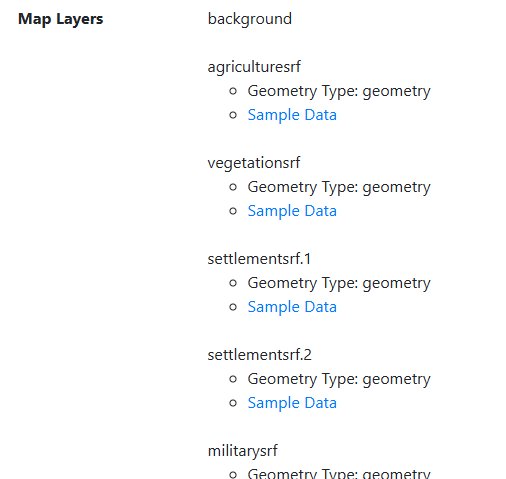 Map Layers
background
agriculturesrf
Geometry Type: geometry
Sample Data
vegetationsrf
Geometry Type: geometry
Sample Data
settlementsrf.1
Geometry Type: geometry
Sample Data
settlementsrf.2
Geometry Type: geometry
Sample Data
militarysrf
Geometry Type: geometry